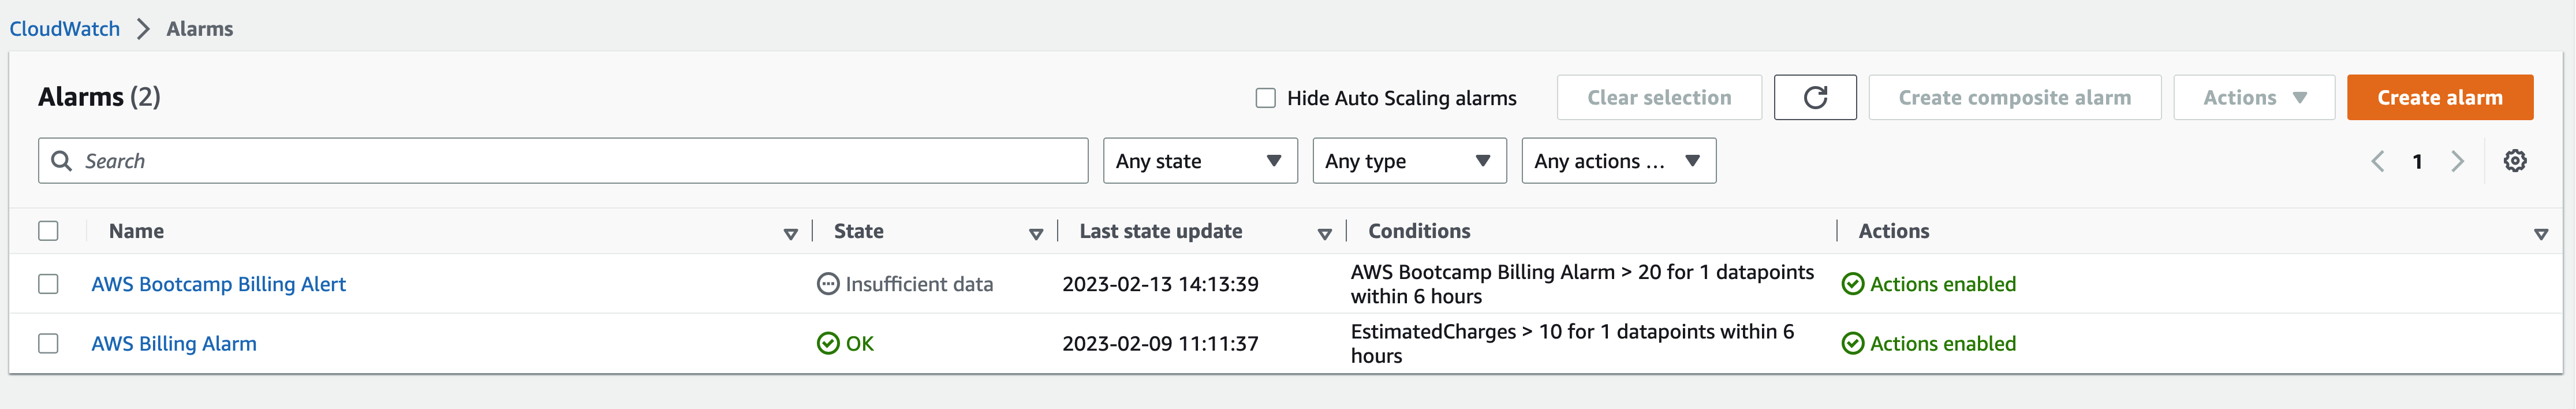 CloudWatch > Alarms
Alarms (2)
Hide Auto Scaling alarms
Clear selection
Create composite alarm
Actions
Create alarm
Search
Any state
Any type
Any actions ...
1
Name
State
Last state update
Conditions
Actions
AWS Bootcamp Billing Alert
Insufficient data
2023-02-13 14:13:39
AWS Bootcamp Billing Alarm > 20 for 1 datapoints
within 6 hours
Actions enabled
AWS Billing Alarm
OK
2023-02-09 11:11:37
EstimatedCharges > 10 for 1 datapoints within 6
hours
Actions enabled